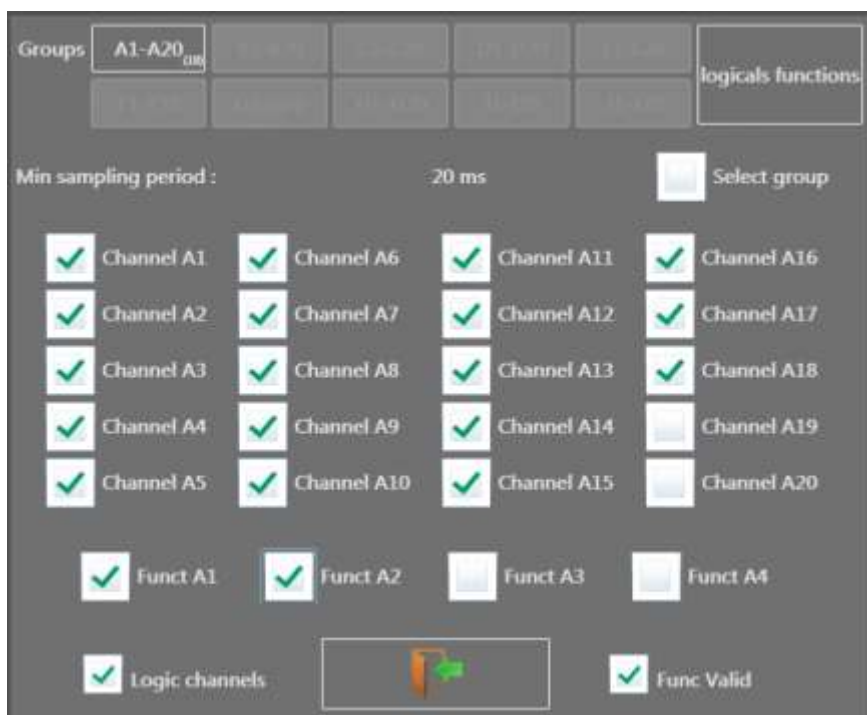 Groups A1-A20 (18)
logicals functions
Min sampling period : 20 ms Select group
Channel A1 Channel A6 Channel A11 Channel A16
Channel A2 Channel A7 Channel A12 Channel A17
Channel A3 Channel A8 Channel A13 Channel A18
Channel A4 Channel A9 Channel A14 Channel A19
Channel A5 Channel A10 Channel A15 Channel A20
Funct A1 Funct A2 Funct A3 Funct A4
Logic channels Func Valid